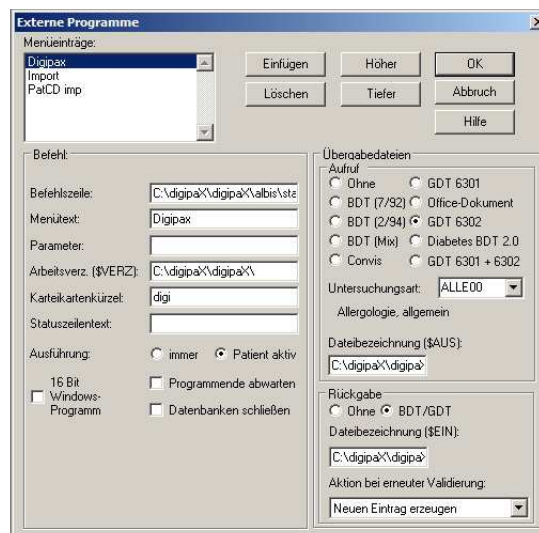 Externe Programme
Menüeinträge:
Digipax
Import
PatCD imp
Einfügen
Höher
OK
Löschen
Tiefer
Abbruch
Hilfe
Befehl:
Befehlszeile: C:\digipaX\digipaX\albis\sta
Menütext: Digipax
Parameter:
Arbeitsverz. ($VERZ): C:\digipaX\digipaX\
Karteikartenkürzel: digi
Statuszeilentext:
Ausführung: immer Patient aktiv
16 Bit Windows-Programm
Programmende abwarten
Datenbanken schließen
Übergabedateien
Aufruf
Ohne GDT 6301
BDT (7/92) Office-Dokument
BDT (2/94) GDT 6302
BDT (Mix) Diabetes BDT 2.0
Convis GDT 6301 + 6302
Untersuchungsart: ALLE00
Allergologie, allgemein
Dateibezeichnung ($AUS):
C:\digipaX\digipaX
Rückgabe
Ohne BDT/GDT
Dateibezeichnung ($EIN):
C:\digipaX\digipaX
Aktion bei erneuter Validierung:
Neuen Eintrag erzeugen